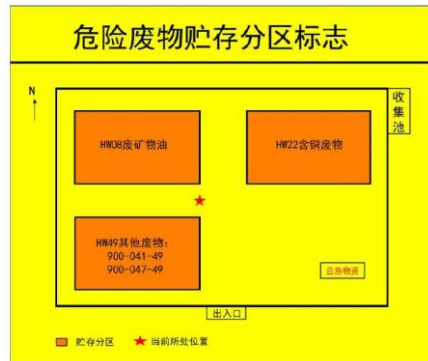 危险废物贮存分区标志
N
收集池
HW08废矿物油
HW22含铜废物
HW49其他废物：
900-041-49
900-047-49
应急物资
出入口
贮存分区
当前所处位置